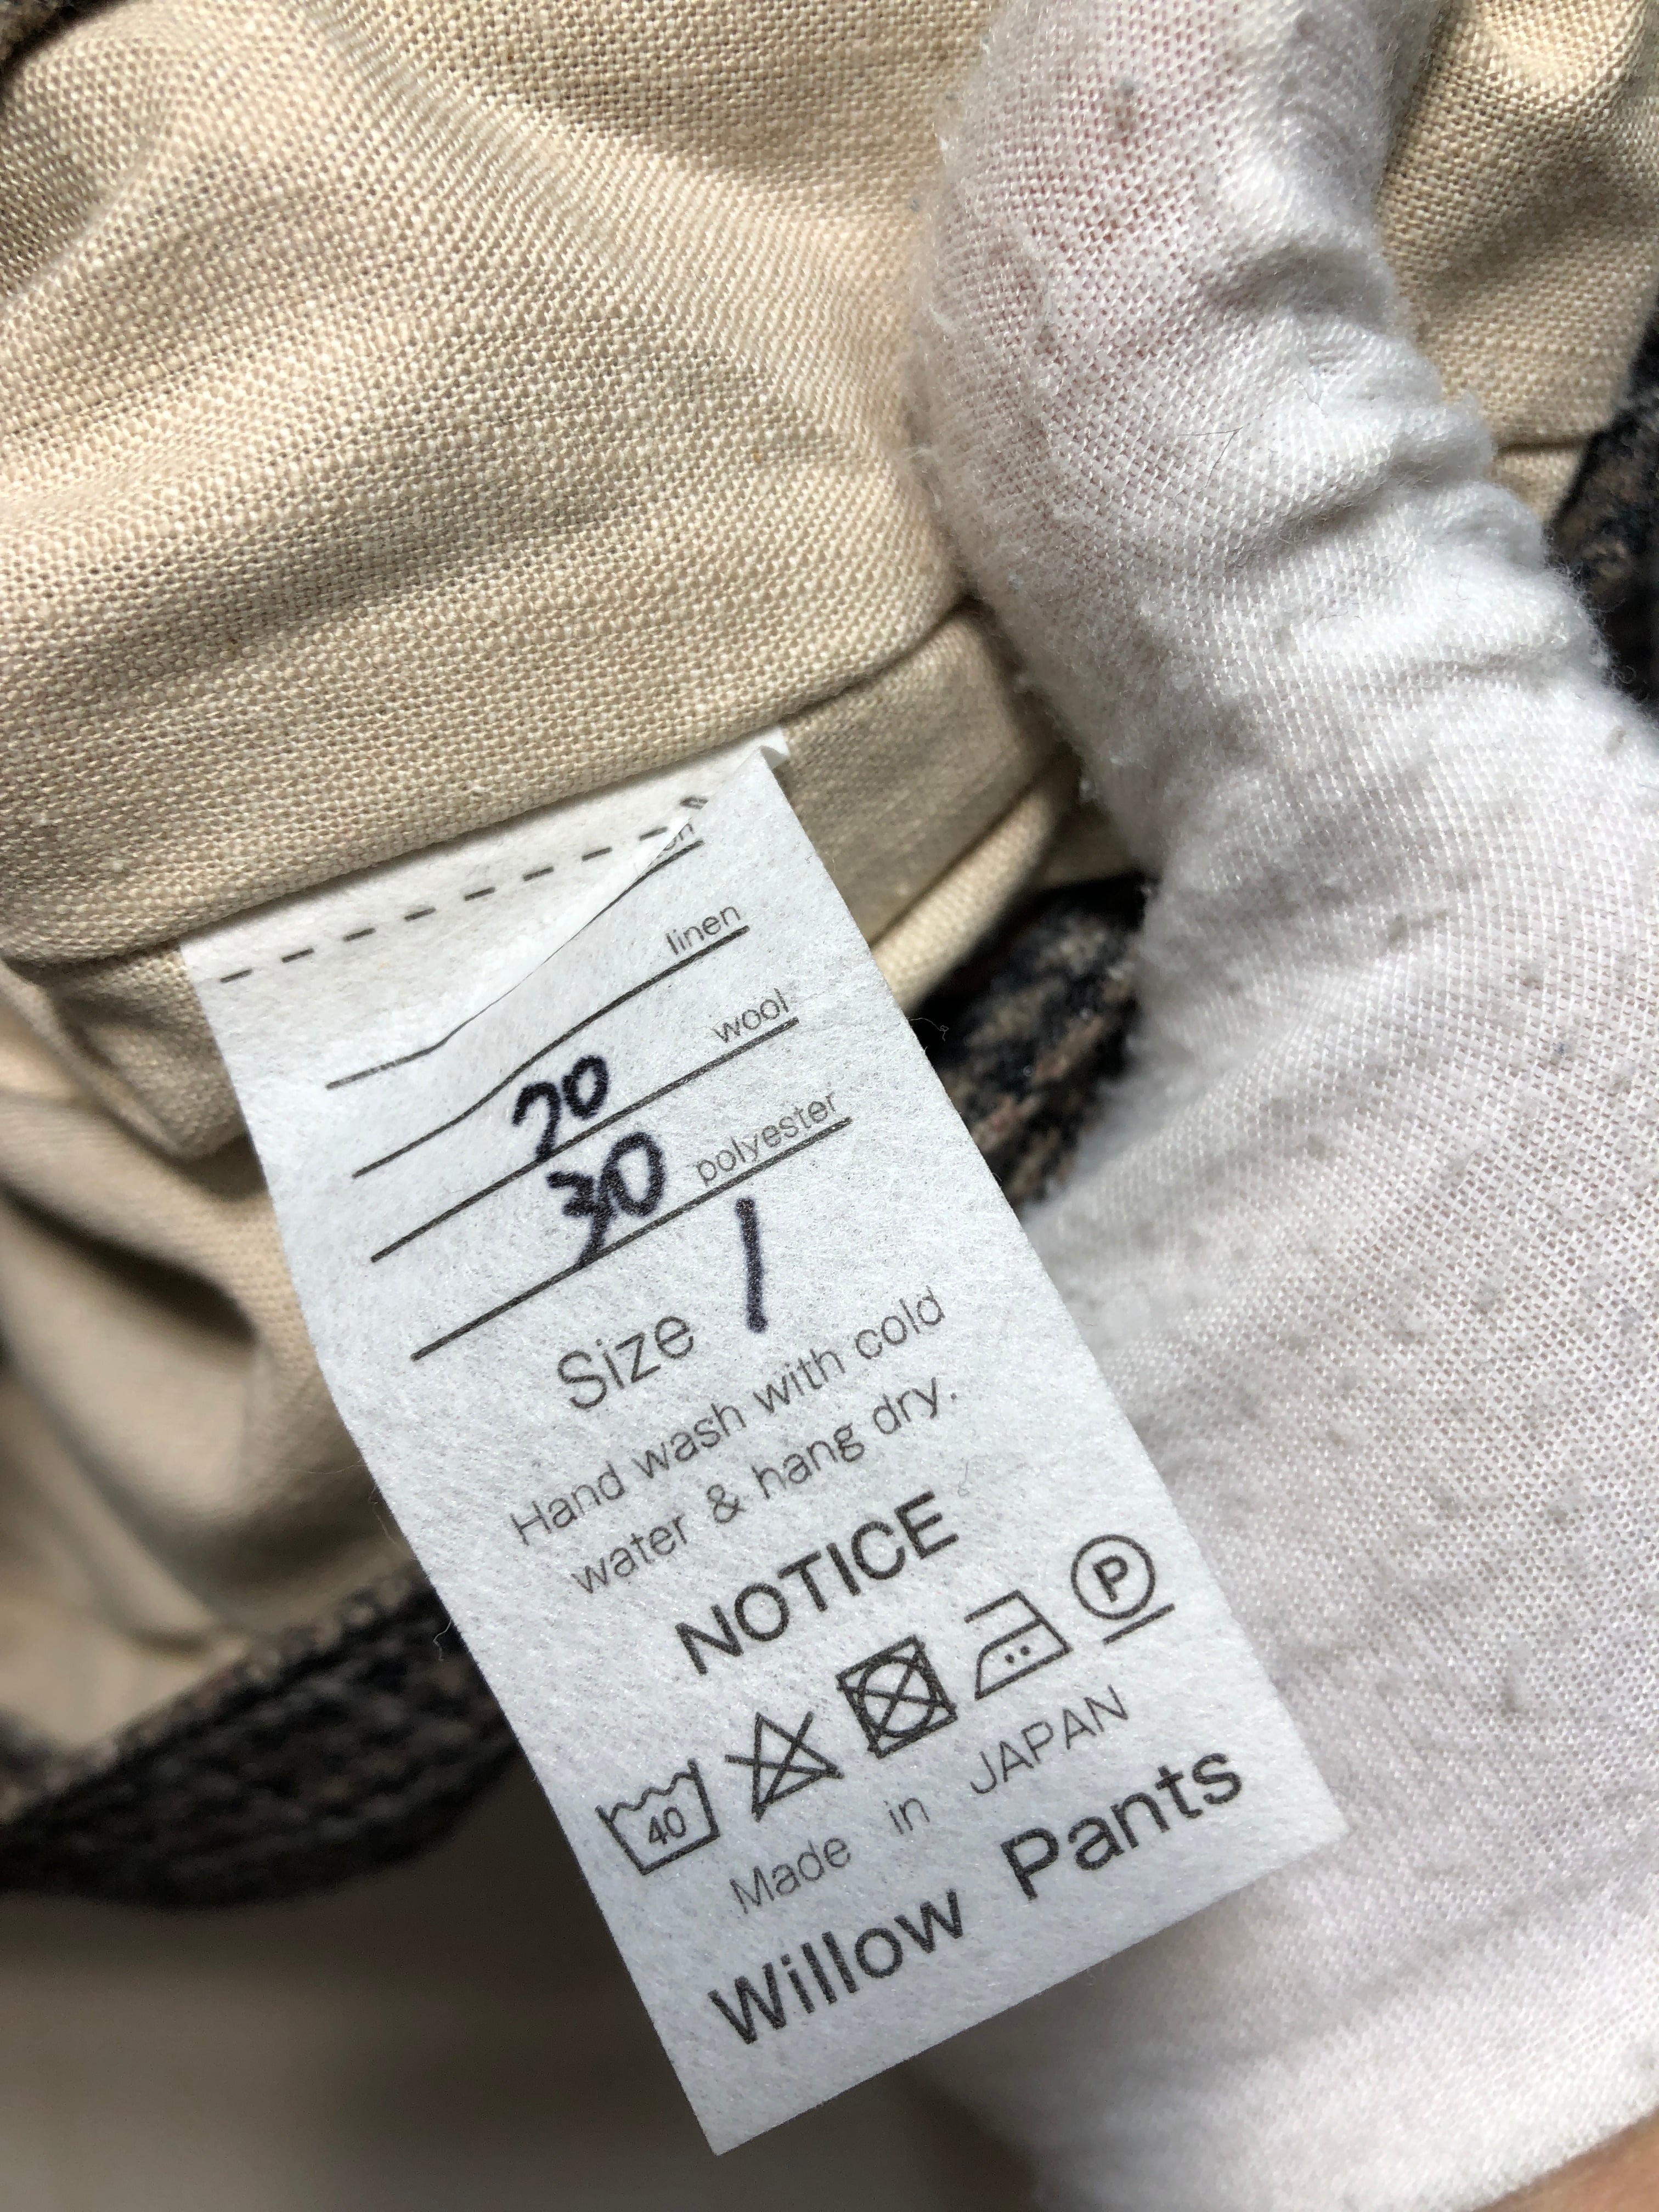 linen
70 wool
30 polyester
Size 1
Hand wash with cold
water & hang dry.
NOTICE
40 P
Made in JAPAN
Willow Pants